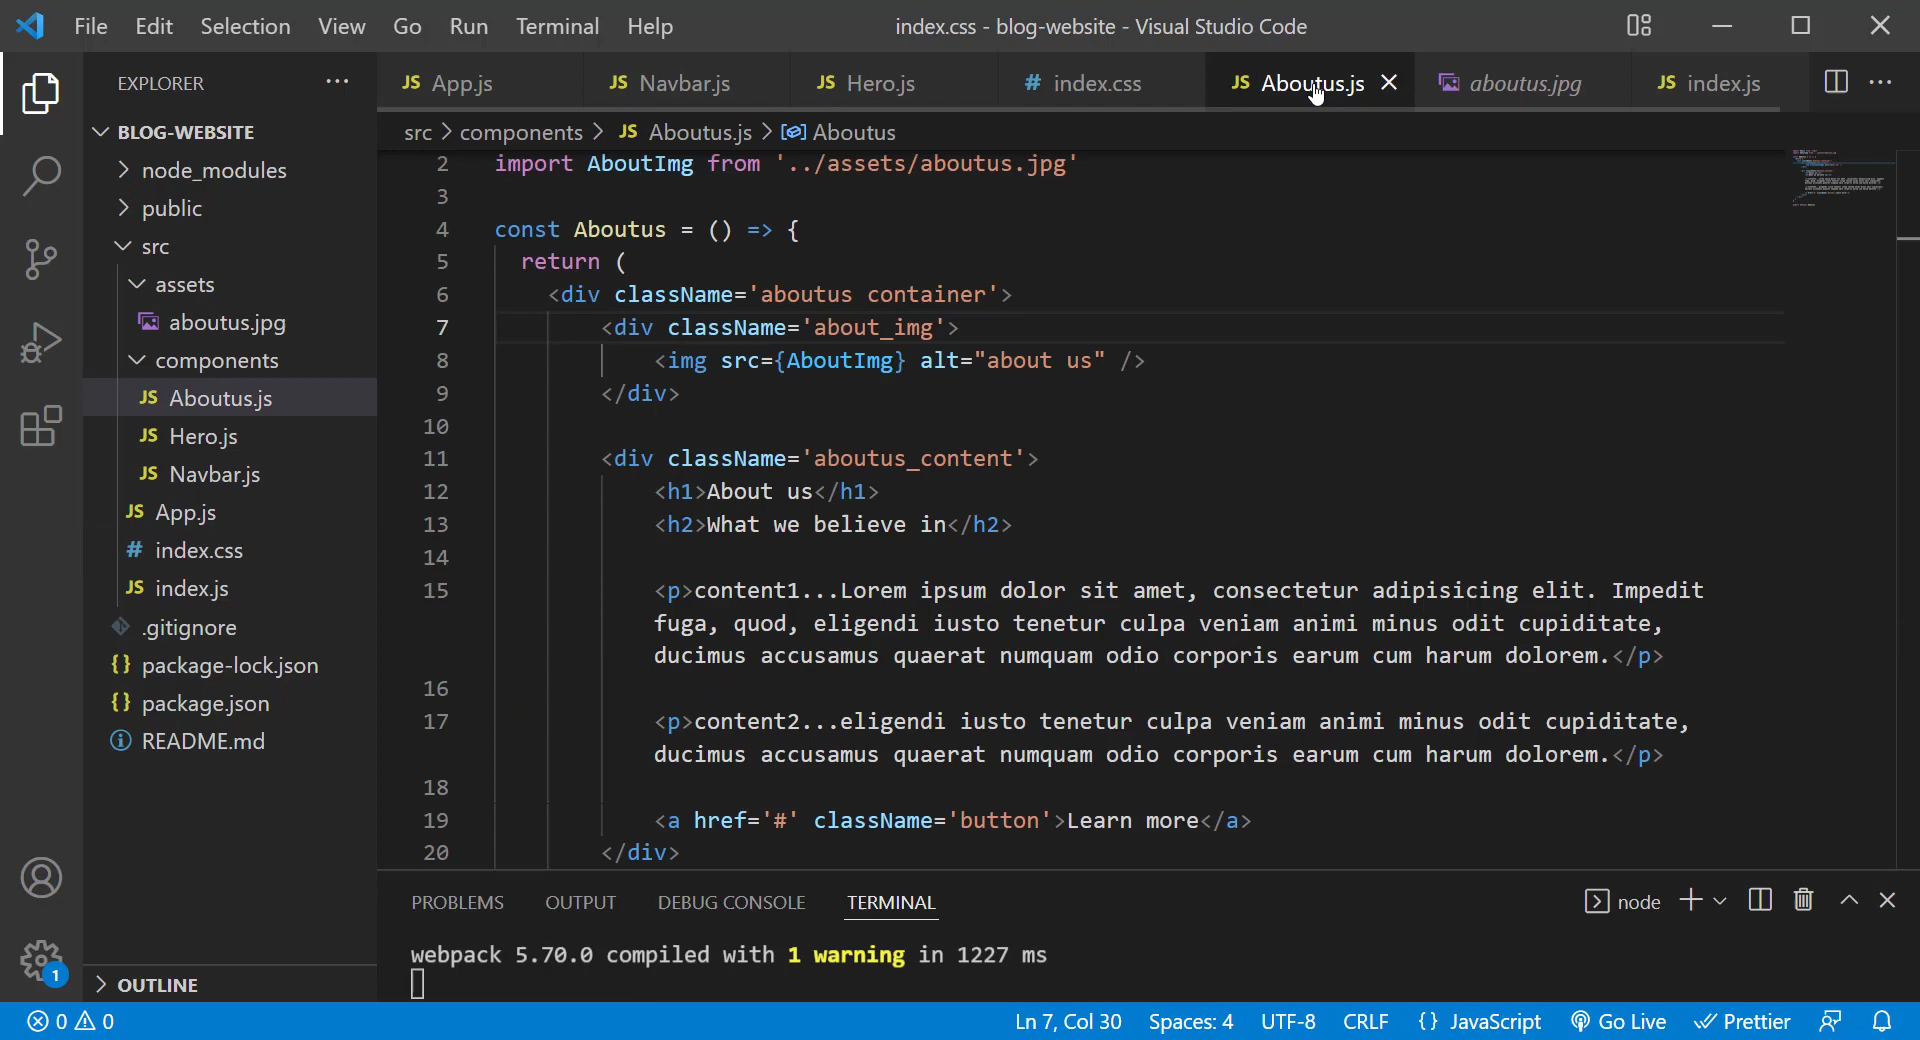 File Edit Selection View Go Run Terminal Help index.css - blog-website - Visual Studio Code
EXPLORER ...
JS App.js JS Navbar.js JS Hero.js # index.css JS Aboutus.js aboutus.jpg JS index.js ...
src > components > JS Aboutus.js > Aboutus
BLOG-WEBSITE
node_modules
public
src
assets
aboutus.jpg
components
JS Aboutus.js
JS Hero.js
JS Navbar.js
JS App.js
# index.css
JS index.js
.gitignore
{} package-lock.json
{} package.json
README.md
OUTLINE
2 import AboutImg from '../assets/aboutus.jpg'
3
4 const Aboutus = () => {
5 return (
6 <div className='aboutus container'>
7 <div className='about_img'>
8 <img src={AboutImg} alt="about us" />
9 </div>
10
11 <div className='aboutus_content'>
12 <h1>About us</h1>
13 <h2>What we believe in</h2>
14
15 <p>content1...Lorem ipsum dolor sit amet, consectetur adipisicing elit. Impedit
fuga, quod, eligendi iusto tenetur culpa veniam animi minus odit cupiditate,
ducimus accusamus quaerat numquam odio corporis earum cum harum dolorem.</p>
16
17 <p>content2...eligendi iusto tenetur culpa veniam animi minus odit cupiditate,
ducimus accusamus quaerat numquam odio corporis earum cum harum dolorem.</p>
18
19 <a href='#' className='button'>Learn more</a>
20 </div>
PROBLEMS OUTPUT DEBUG CONSOLE TERMINAL node
webpack 5.70.0 compiled with 1 warning in 1227 ms
1
0 0 Ln 7, Col 30 Spaces: 4 UTF-8 CRLF {} JavaScript Go Live Prettier